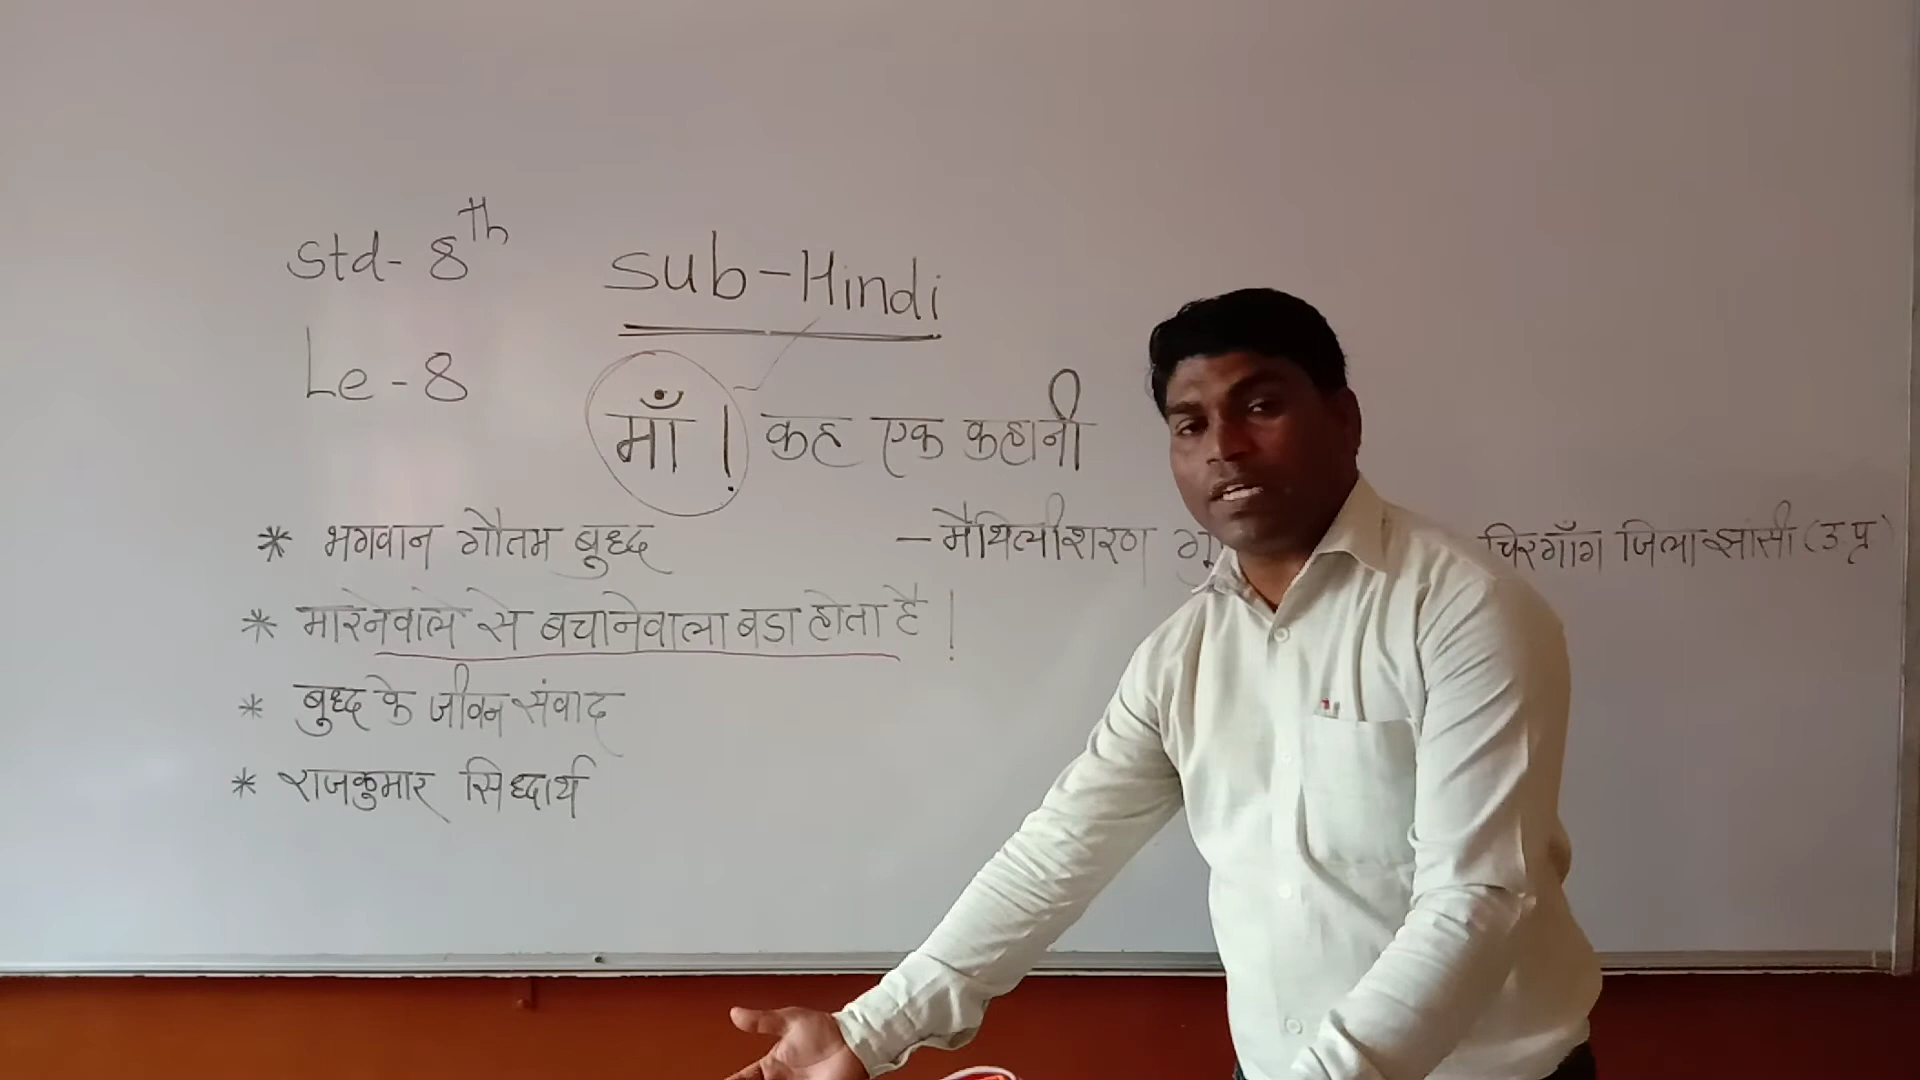 Std- 8th
Sub-Hindi
Le-8
माँ ! कह एक कहानी
* भगवान गौतम बुध्द
-मैथिलीशरण
चिरगाँग जिला झांसी (उ प्र)
* मारनेवाले से बचानेवाला बडा होता है !
* बुध्द के जीवन संवाद
* राजकुमार सिध्दार्थ